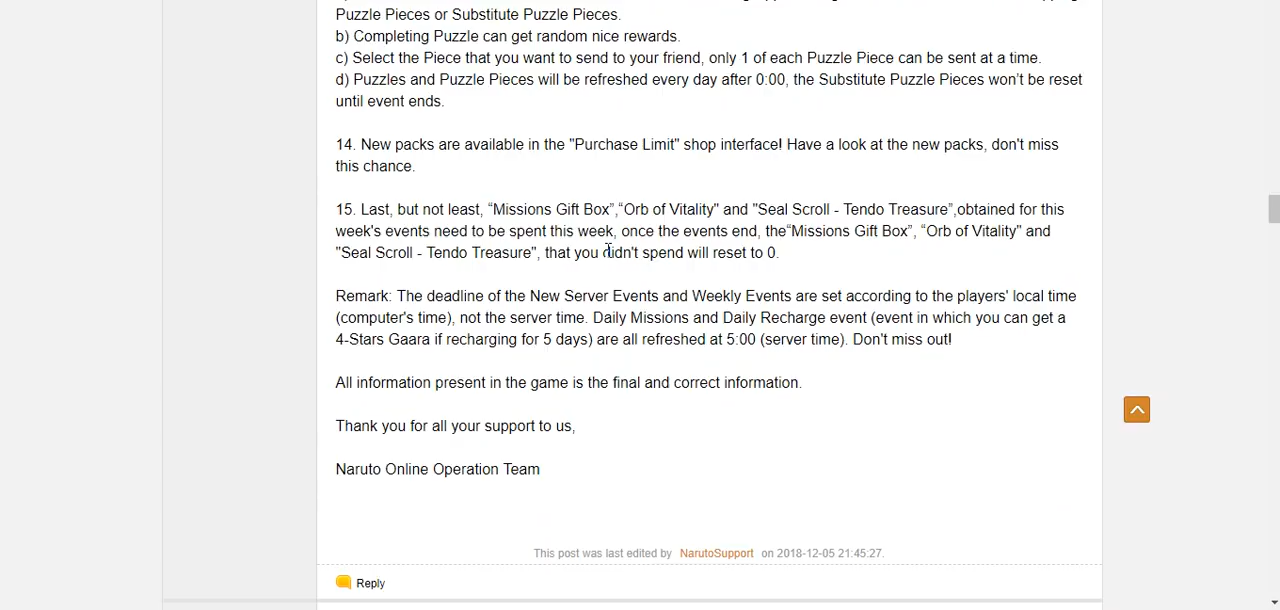 Puzzle Pieces or Substitute Puzzle Pieces.
b) Completing Puzzle can get random nice rewards.
c) Select the Piece that you want to send to your friend, only 1 of each Puzzle Piece can be sent at a time.
d) Puzzles and Puzzle Pieces will be refreshed every day after 0:00, the Substitute Puzzle Pieces won’t be reset
until event ends.
14. New packs are available in the "Purchase Limit" shop interface! Have a look at the new packs, don't miss
this chance.
15. Last, but not least, “Missions Gift Box”,“Orb of Vitality" and "Seal Scroll - Tendo Treasure”,obtained for this
week's events need to be spent this week, once the events end, the“Missions Gift Box”, “Orb of Vitality" and
"Seal Scroll - Tendo Treasure", that you didn't spend will reset to 0.
Remark: The deadline of the New Server Events and Weekly Events are set according to the players' local time
(computer's time), not the server time. Daily Missions and Daily Recharge event (event in which you can get a
4-Stars Gaara if recharging for 5 days) are all refreshed at 5:00 (server time). Don't miss out!
All information present in the game is the final and correct information.
Thank you for all your support to us,
Naruto Online Operation Team
This post was last edited by NarutoSupport on 2018-12-05 21:45:27.
Reply